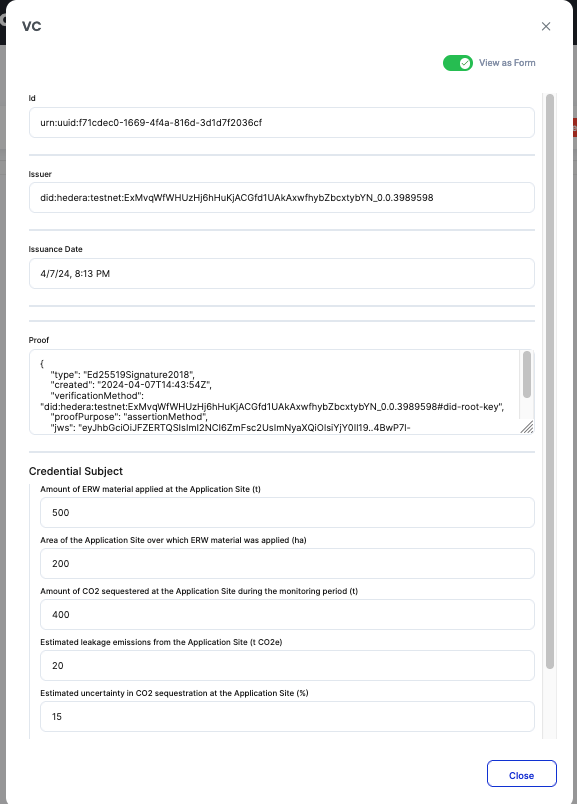 VC
View as Form
Id
urn:uuid:f71cdec0-1669-4f4a-816d-3d1d7f2036cf
Issuer
did:hedera:testnet:ExMvqWfWHUzHj6hHuKjACGfd1UAkAxwfhybZbcxtybYN_0.0.3989598
Issuance Date
4/7/24, 8:13 PM
Proof
{
"type": "Ed25519Signature2018",
"created": "2024-04-07T14:43:54Z",
"verificationMethod":
"did:hedera:testnet:ExMvqWfWHUzHj6hHuKjACGfd1UAkAxwfhybZbcxtybYN_0.0.3989598#did-root-key",
"proofPurpose": "assertionMethod",
"jws": "eyJhbGciOiJFZERTQSIsImI2NCI6ZmFsc2UsImNyaXQiOlsiYjY0Il19..4BwP7l-
Credential Subject
Amount of ERW material applied at the Application Site (t)
500
Area of the Application Site over which ERW material was applied (ha)
200
Amount of CO2 sequestered at the Application Site during the monitoring period (t)
400
Estimated leakage emissions from the Application Site (t CO2e)
20
Estimated uncertainty in CO2 sequestration at the Application Site (%)
15
Close